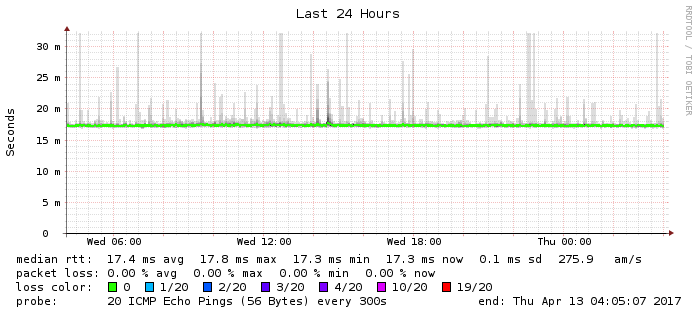 Last 24 Hours
RRDTOOL / TOBI OETIKER
Seconds
30 m
25 m
20 m
15 m
10 m
5 m
0
Wed 06:00 Wed 12:00 Wed 18:00 Thu 00:00
median rtt: 17.4 ms avg 17.8 ms max 17.3 ms min 17.3 ms now 0.1 ms sd 275.9 am/s
packet loss: 0.00 % avg 0.00 % max 0.00 % min 0.00 % now
loss color: 0 1/20 2/20 3/20 4/20 10/20 19/20
probe: 20 ICMP Echo Pings (56 Bytes) every 300s end: Thu Apr 13 04:05:07 2017